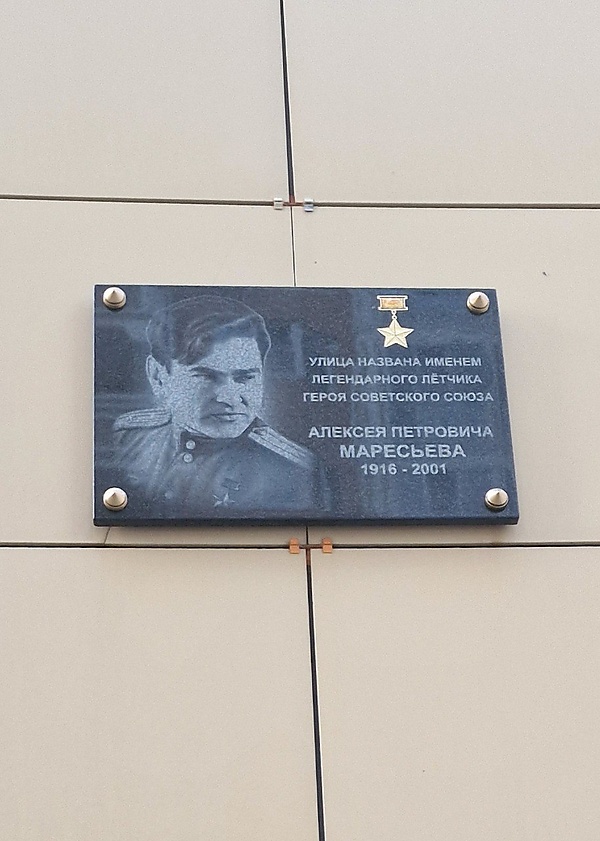 УЛИЦА НАЗВАНА ИМЕНЕМ
ЛЕГЕНДАРНОГО ЛЁТЧИКА
ГЕРОЯ СОВЕТСКОГО СОЮЗА
АЛЕКСЕЯ ПЕТРОВИЧА
МАРЕСЬЕВА
1916 - 2001